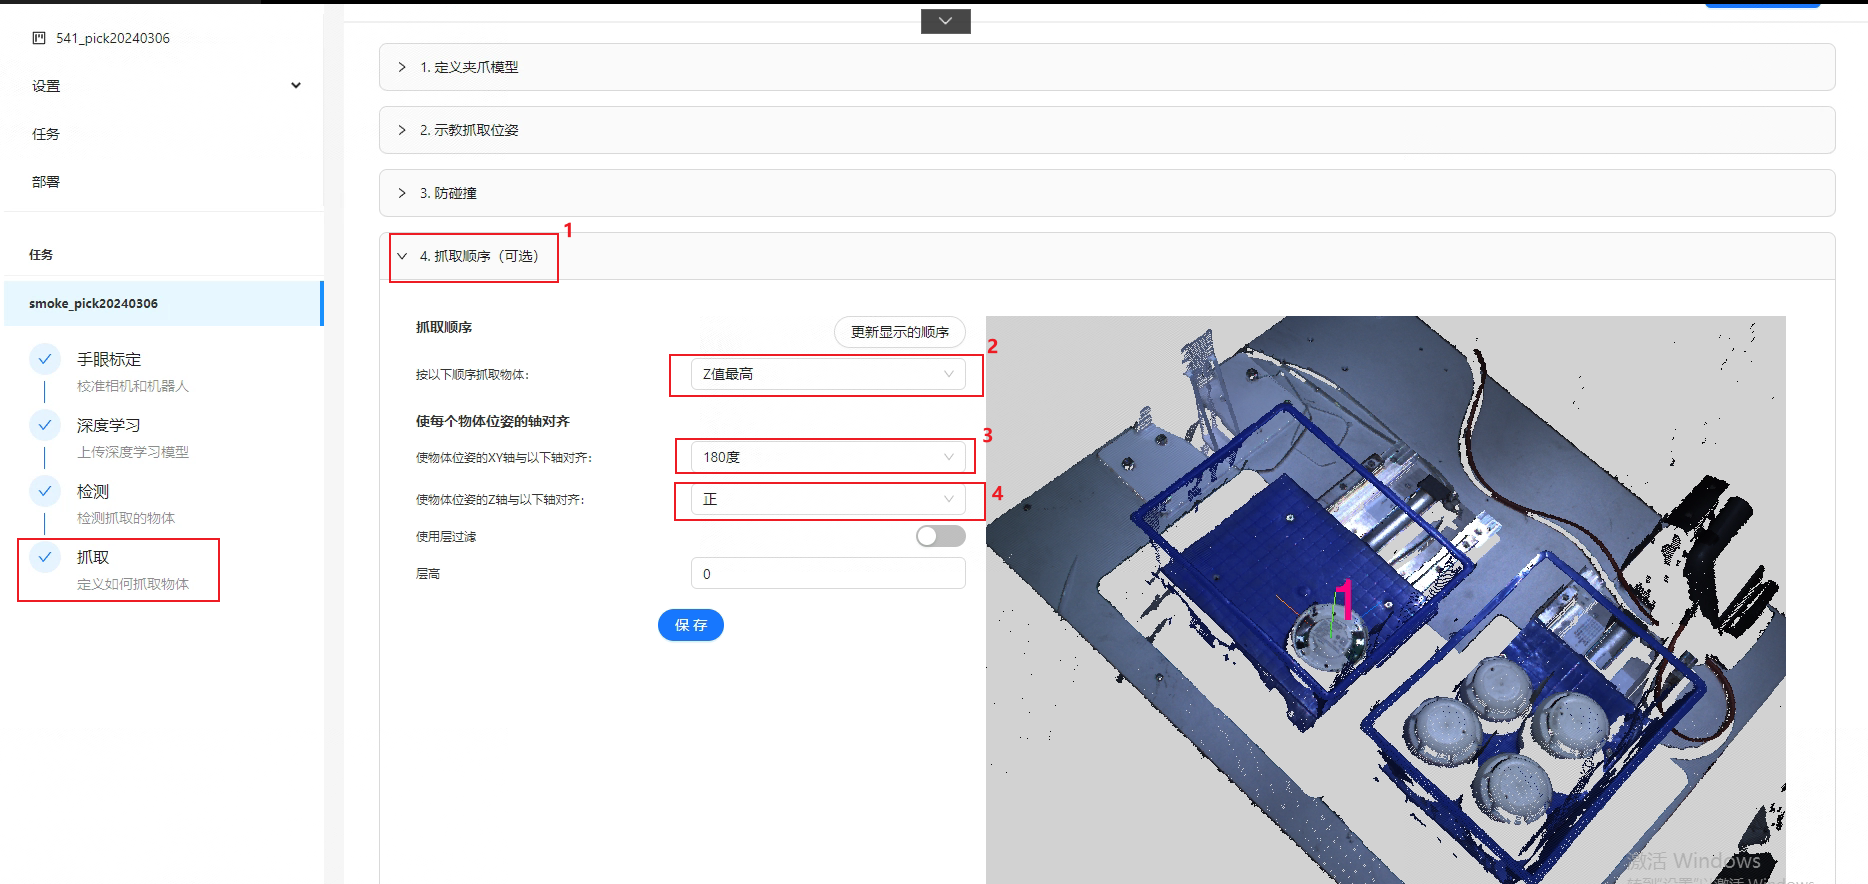 541_pick20240306
设置
任务
部署
任务
smoke_pick20240306
手眼标定
校准相机和机器人
深度学习
上传深度学习模型
检测
检测抓取的物体
抓取
定义如何抓取物体
1. 定义夹爪模型
2. 示教抓取位姿
3. 防碰撞
4. 抓取顺序（可选）
1
抓取顺序
更新显示的顺序
按以下顺序抓取物体:
Z值最高
2
使每个物体位姿的轴对齐
使物体位姿的XY轴与以下轴对齐:
180度
3
使物体位姿的Z轴与以下轴对齐:
正
4
使用层过滤
层高
0
保存
1
激活 Windows
转到"设置"以激活 Windows